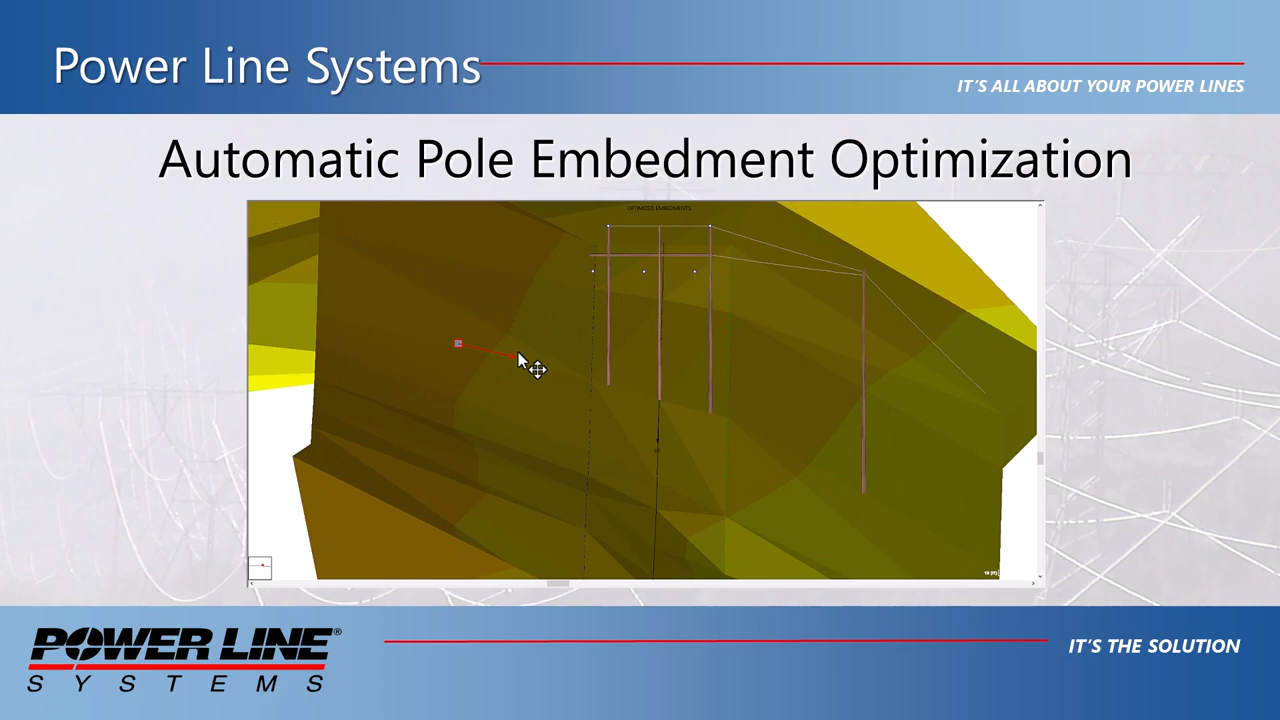 Power Line Systems
IT'S ALL ABOUT YOUR POWER LINES
Automatic Pole Embedment Optimization
OPTIMIZED EMBEDMENTS
POWER LINE®
SYSTEMS
IT'S THE SOLUTION